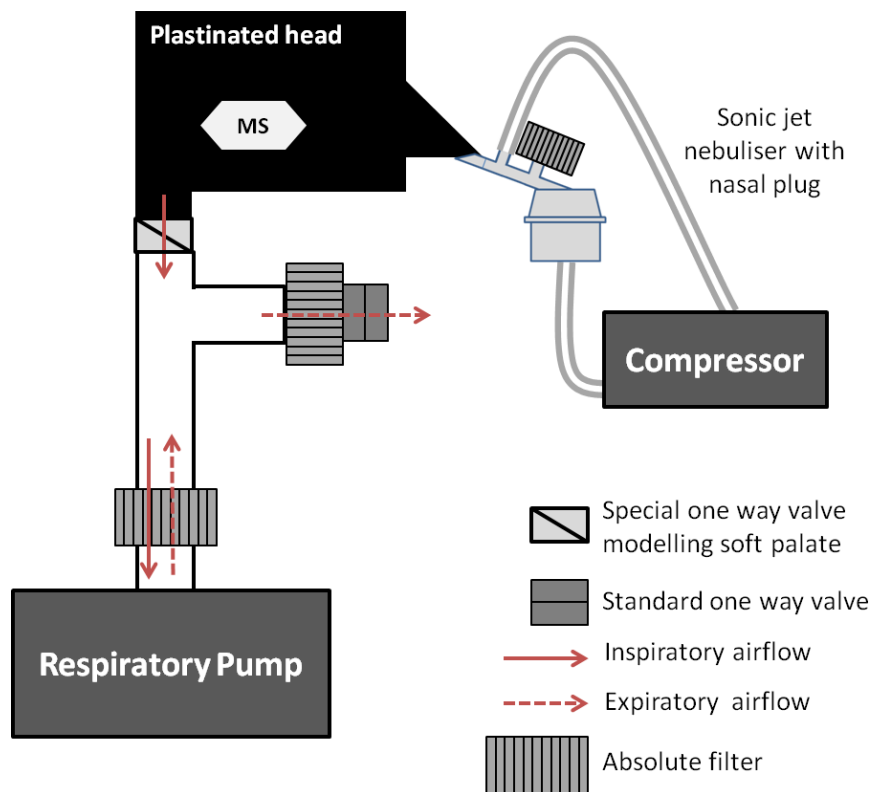 Plastinated head
MS
Sonic jet
nebuliser with
nasal plug
Compressor
Respiratory Pump
Special one way valve
modelling soft palate
Standard one way valve
Inspiratory airflow
Expiratory airflow
Absolute filter